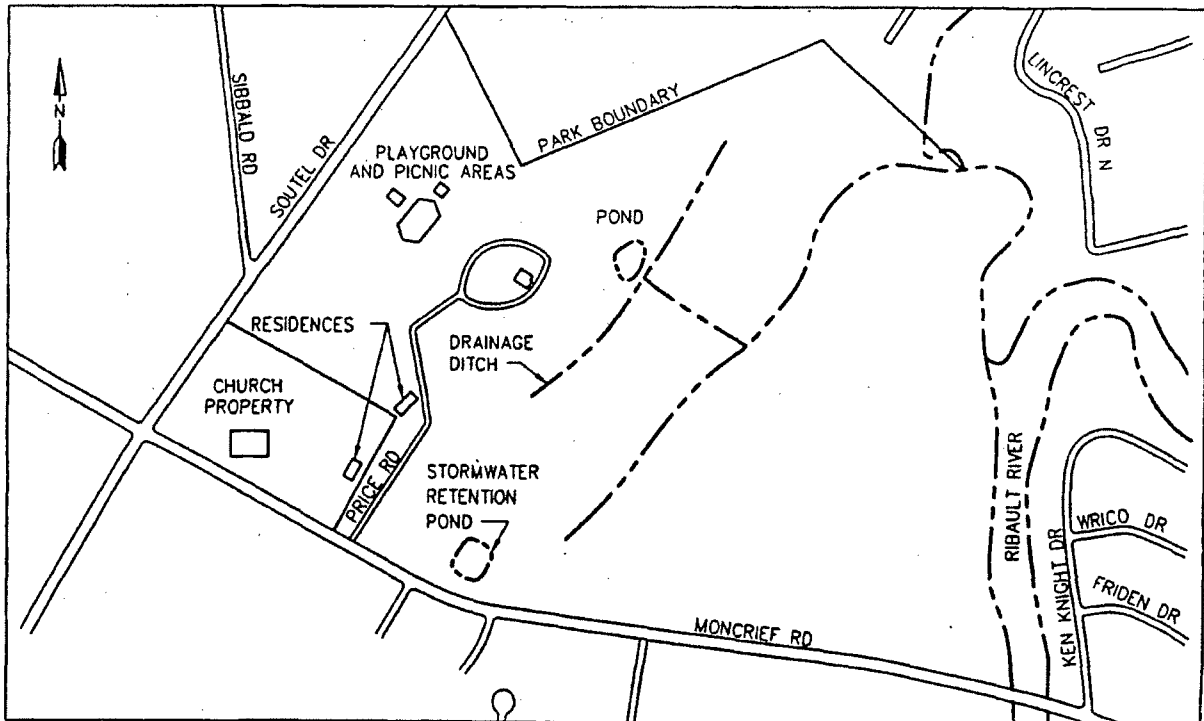 N
SIBBALD RD
SOUTEL DR
PLAYGROUND
AND PICNIC AREAS
PARK BOUNDARY
LINCREST DR N
POND
RESIDENCES
DRAINAGE
DITCH
CHURCH
PROPERTY
PRICE RD
STORMWATER
RETENTION
POND
RIBAULT RIVER
KEN KNIGHT DR
WRICO DR
FRIDEN DR
MONCRIEF RD